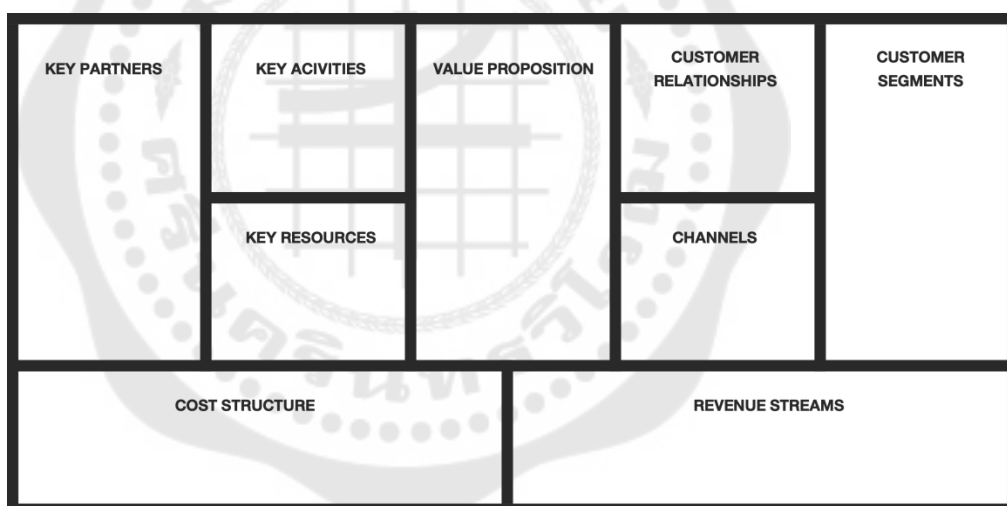 KEY PARTNERS
KEY ACIVITIES
VALUE PROPOSITION
CUSTOMER
RELATIONSHIPS
CUSTOMER
SEGMENTS
KEY RESOURCES
CHANNELS
COST STRUCTURE
REVENUE STREAMS